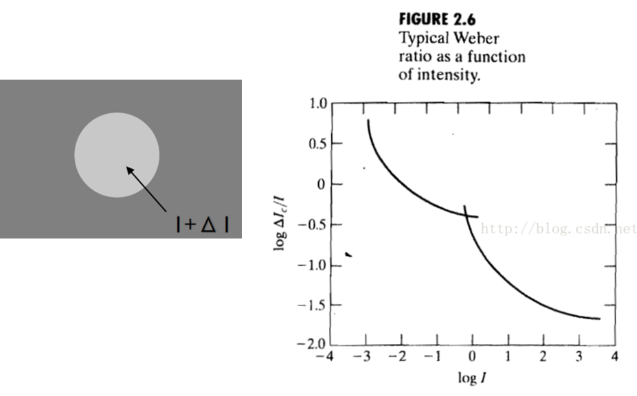 FIGURE 2.6
Typical Weber
ratio as a function
of intensity.
I + Δ I
log ΔIc/I
1.0
0.5
0
−0.5
−1.0
−1.5
−2.0
−4 −3 −2 −1 0 1 2 3 4
log I
http://blog.csdn.net